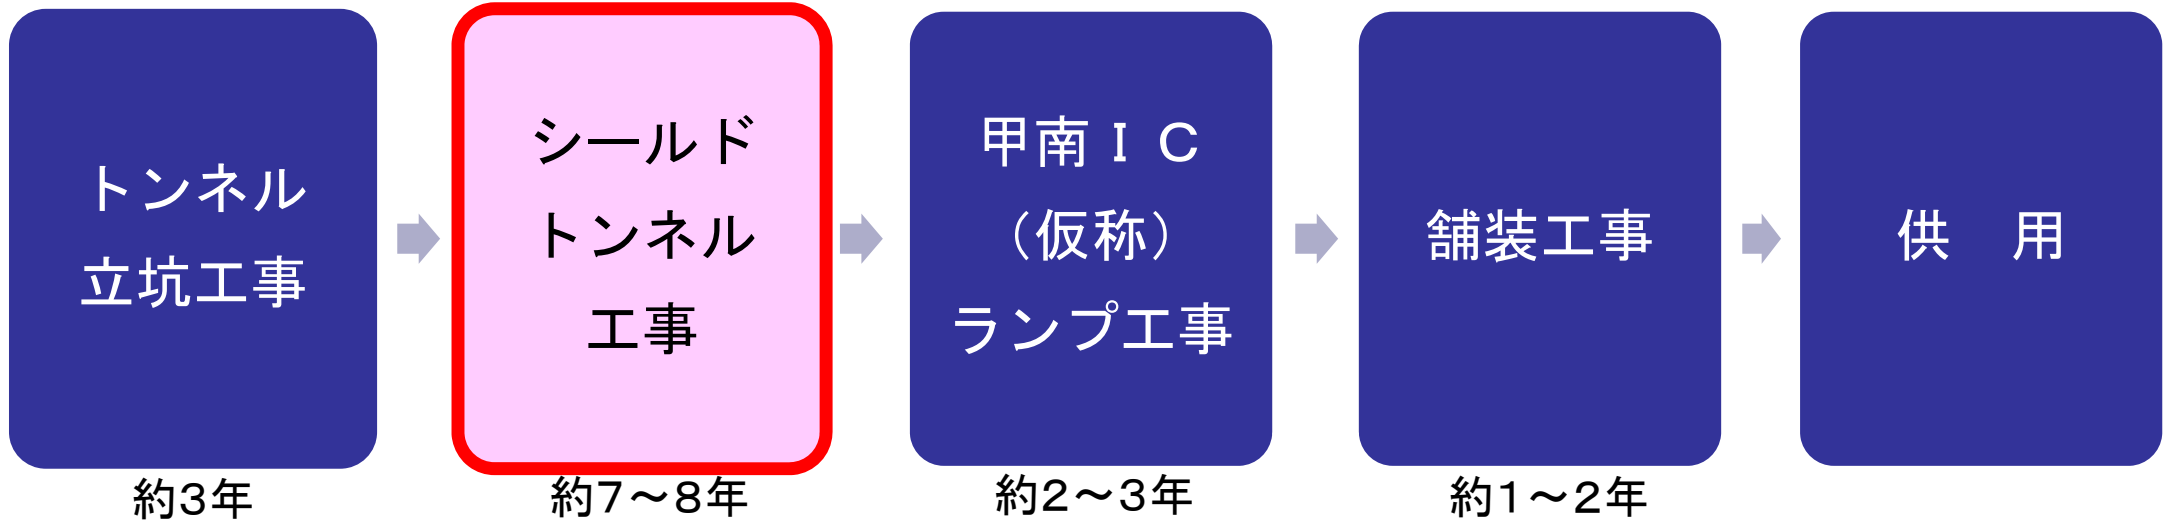 トンネル
立坑工事
約３年
シールド
トンネル
工事
約７～８年
甲南ＩＣ
（仮称）
ランプ工事
約２～３年
舗装工事
約１～２年
供　用